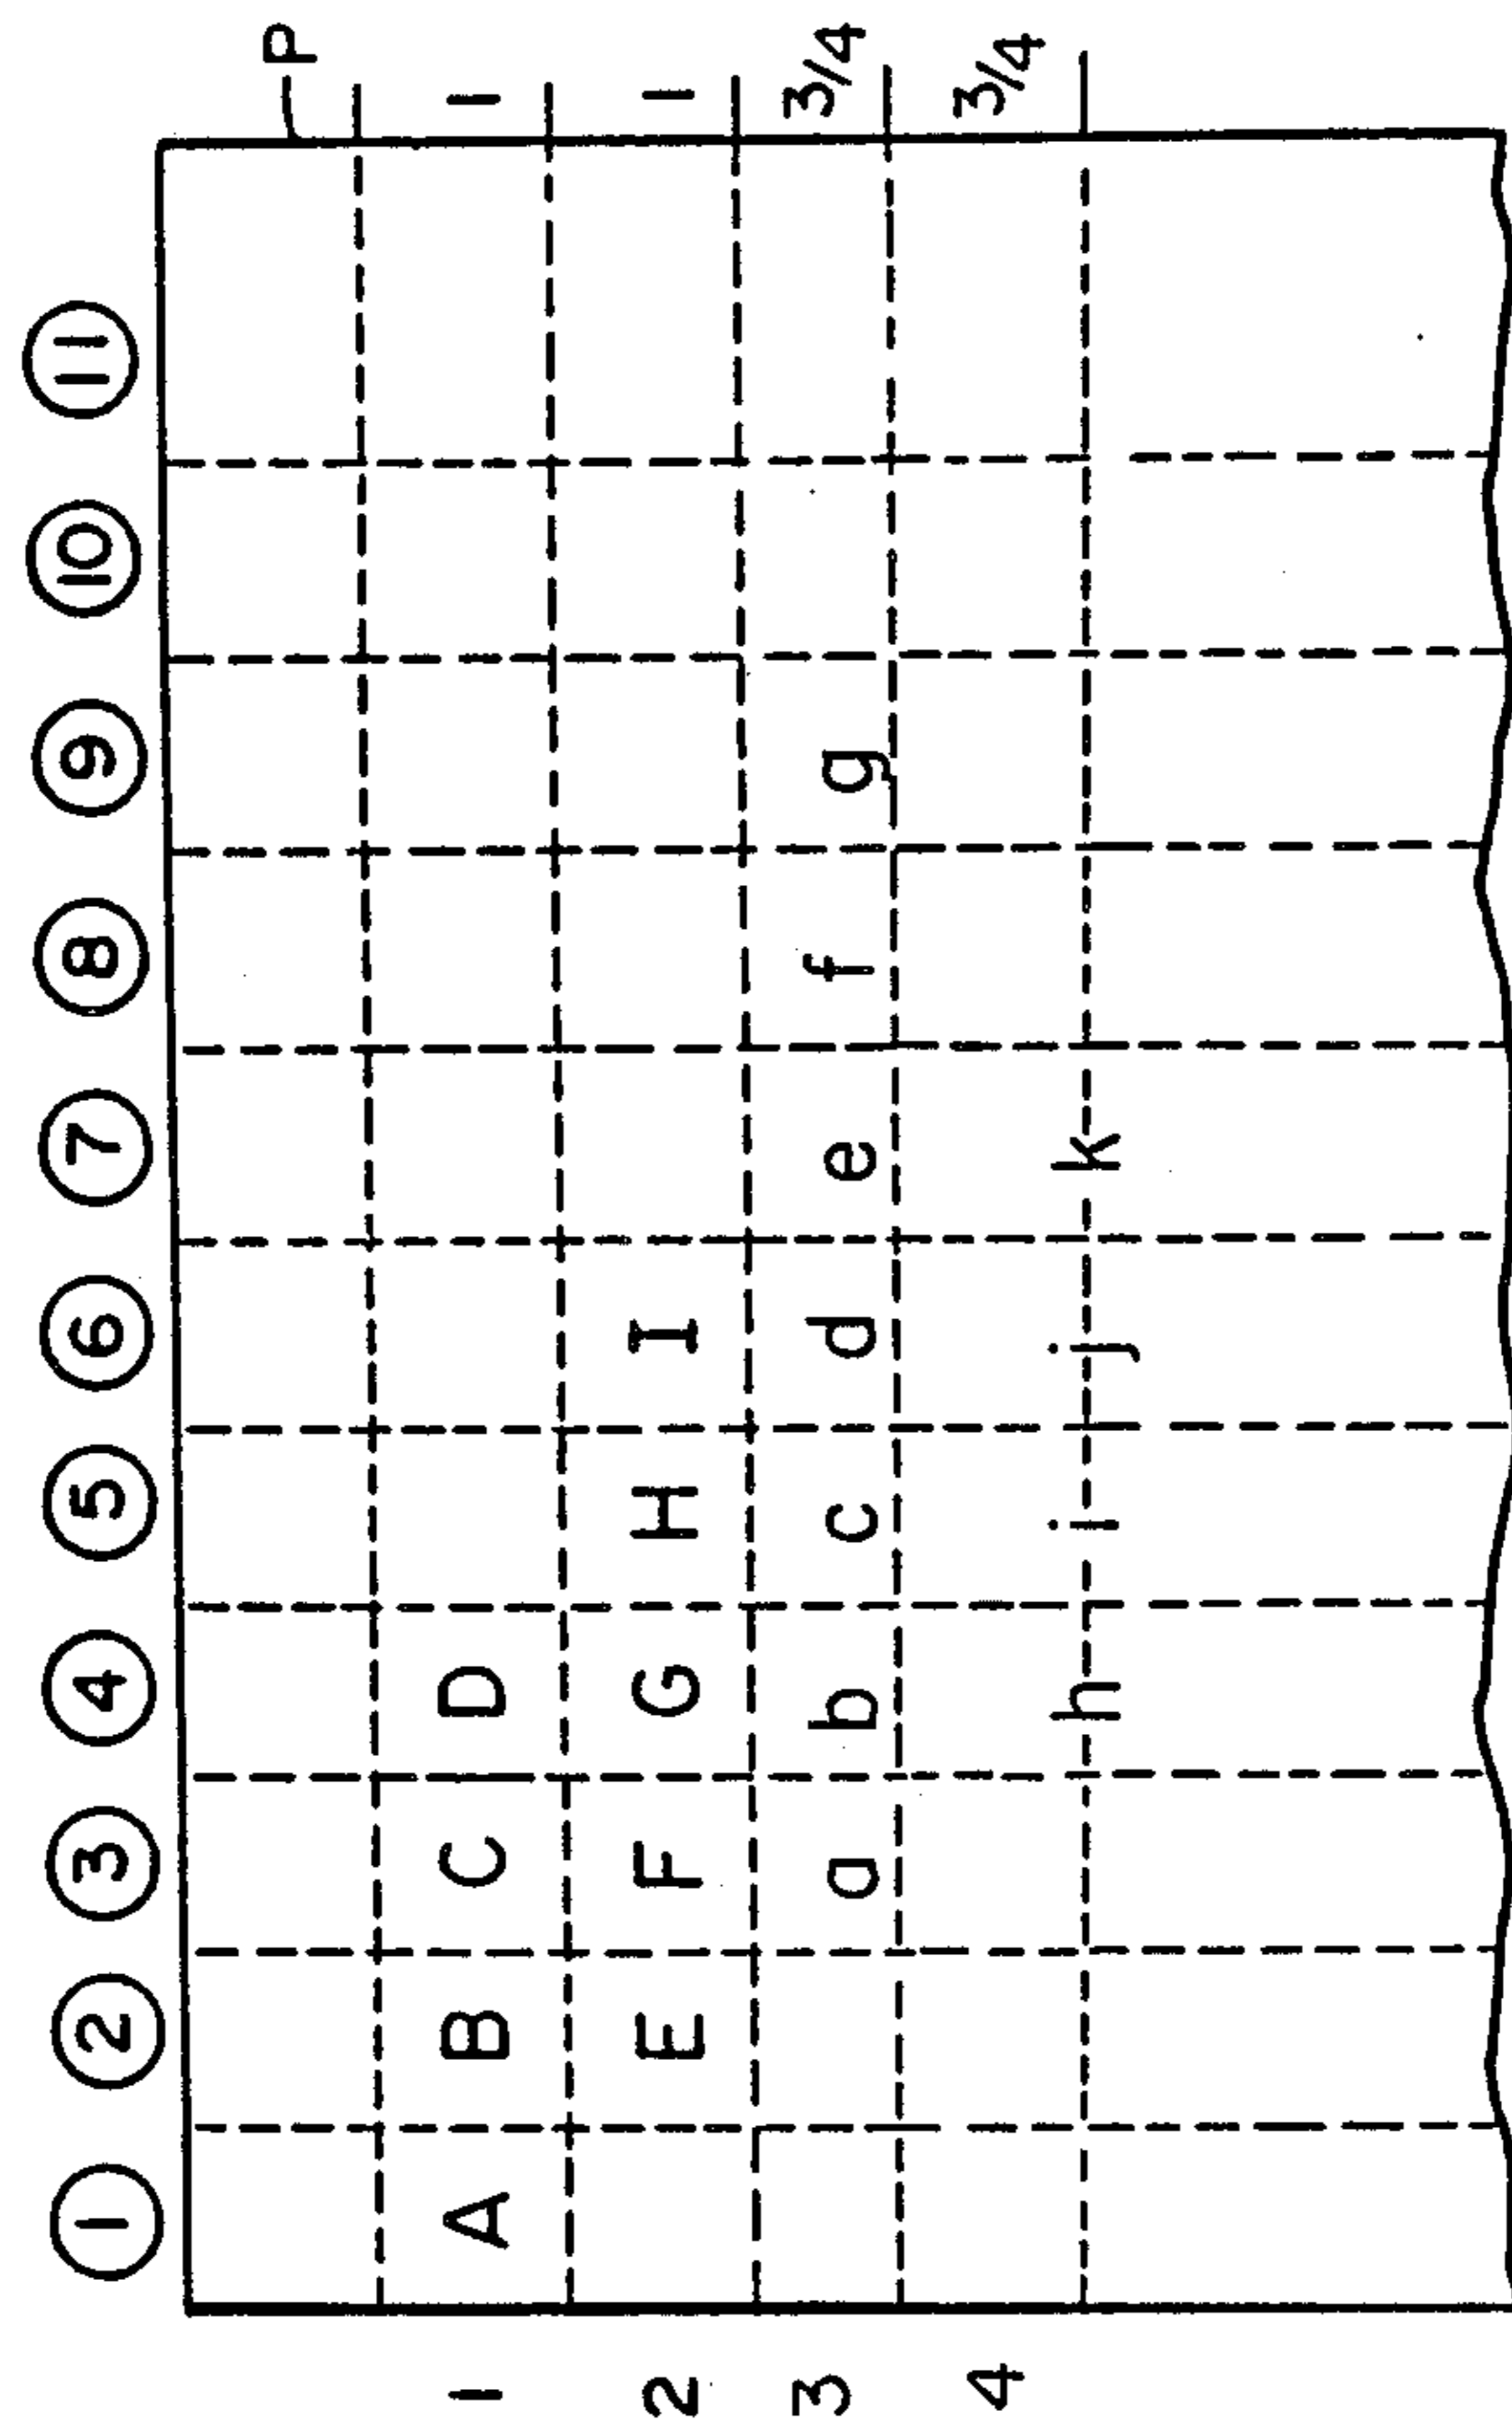 ① ② ③ ④ ⑤ ⑥ ⑦ ⑧ ⑨ ⑩ ⑪
P
1 A B C D 1
2 E F G H I 1
3 a b c d e f g 3/4
4 h i j k 3/4